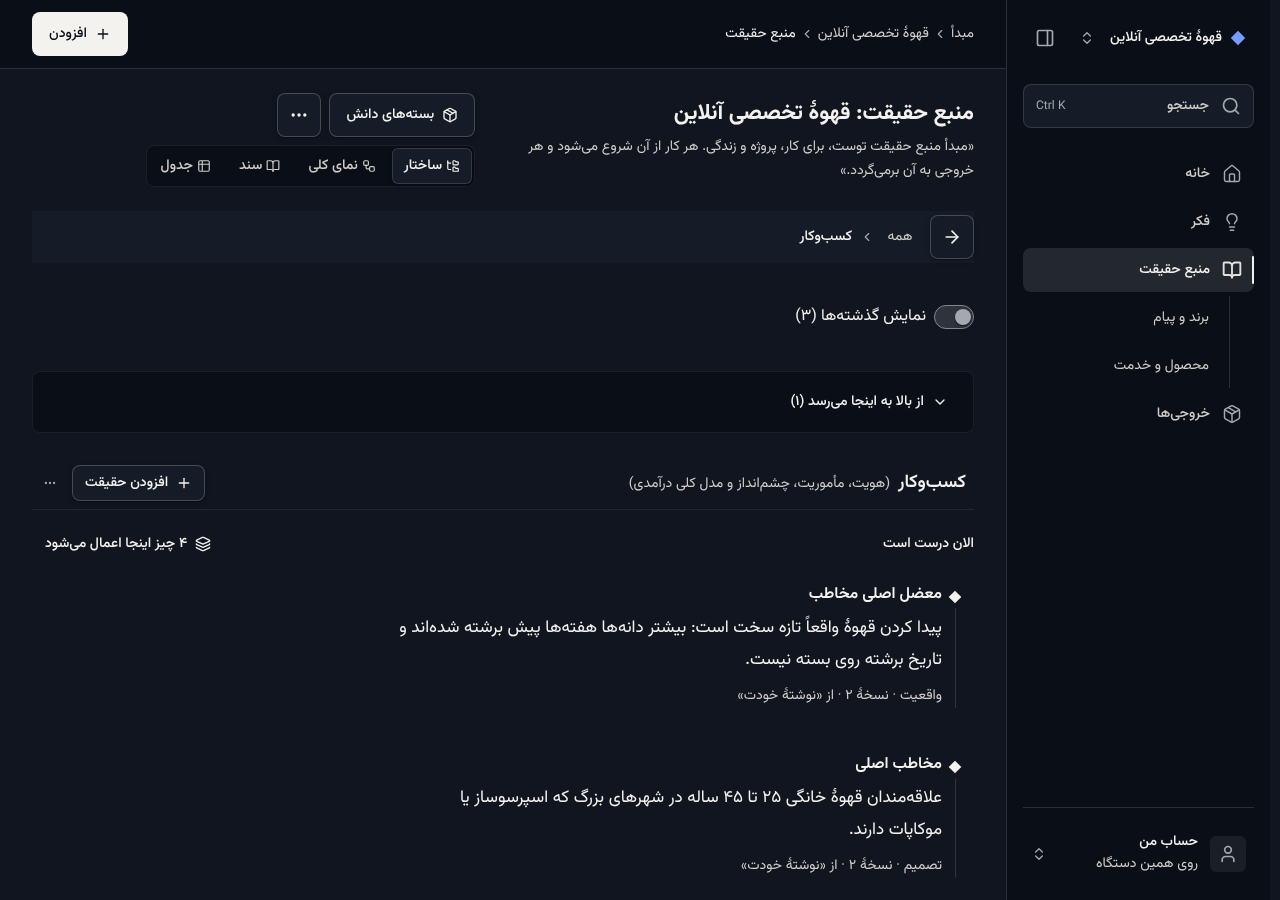 قهوهٔ تخصصی آنلاین
جستجو
Ctrl K
خانه
فکر
منبع حقیقت
برند و پیام
محصول و خدمت
خروجی‌ها
حساب من
روی همین دستگاه
مبدأ › قهوهٔ تخصصی آنلاین › منبع حقیقت
افزودن
منبع حقیقت: قهوهٔ تخصصی آنلاین
«مبدأ منبع حقیقت توست، برای کار، پروژه و زندگی. هر کار از آن شروع می‌شود و هر
خروجی به آن برمی‌گردد.»
بسته‌های دانش
ساختار
نمای کلی
سند
جدول
همه › کسب‌وکار
نمایش گذشته‌ها (۳)
از بالا به اینجا می‌رسد (۱)
کسب‌وکار (هویت، مأموریت، چشم‌انداز و مدل کلی درآمدی)
افزودن حقیقت
الان درست است
۴ چیز اینجا اعمال می‌شود
معضل اصلی مخاطب
پیدا کردن قهوهٔ واقعاً تازه سخت است: بیشتر دانه‌ها هفته‌ها پیش برشته شده‌اند و
تاریخ برشته روی بسته نیست.
واقعیت · نسخهٔ ۲ · از «نوشتهٔ خودت»
مخاطب اصلی
علاقه‌مندان قهوهٔ خانگی ۲۵ تا ۴۵ ساله در شهرهای بزرگ که اسپرسوساز یا
موکاپات دارند.
تصمیم · نسخهٔ ۲ · از «نوشتهٔ خودت»